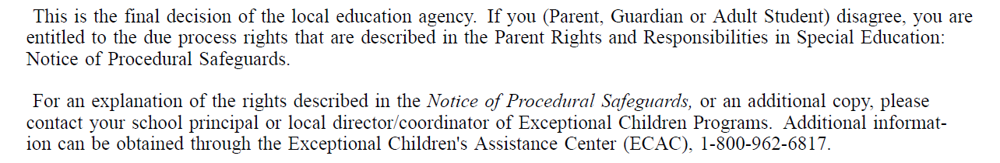 This is the final decision of the local education agency. If you (Parent, Guardian or Adult Student) disagree, you are
entitled to the due process rights that are described in the Parent Rights and Responsibilities in Special Education:
Notice of Procedural Safeguards.
For an explanation of the rights described in the Notice of Procedural Safeguards, or an additional copy, please
contact your school principal or local director/coordinator of Exceptional Children Programs. Additional informat-
ion can be obtained through the Exceptional Children's Assistance Center (ECAC), 1-800-962-6817.